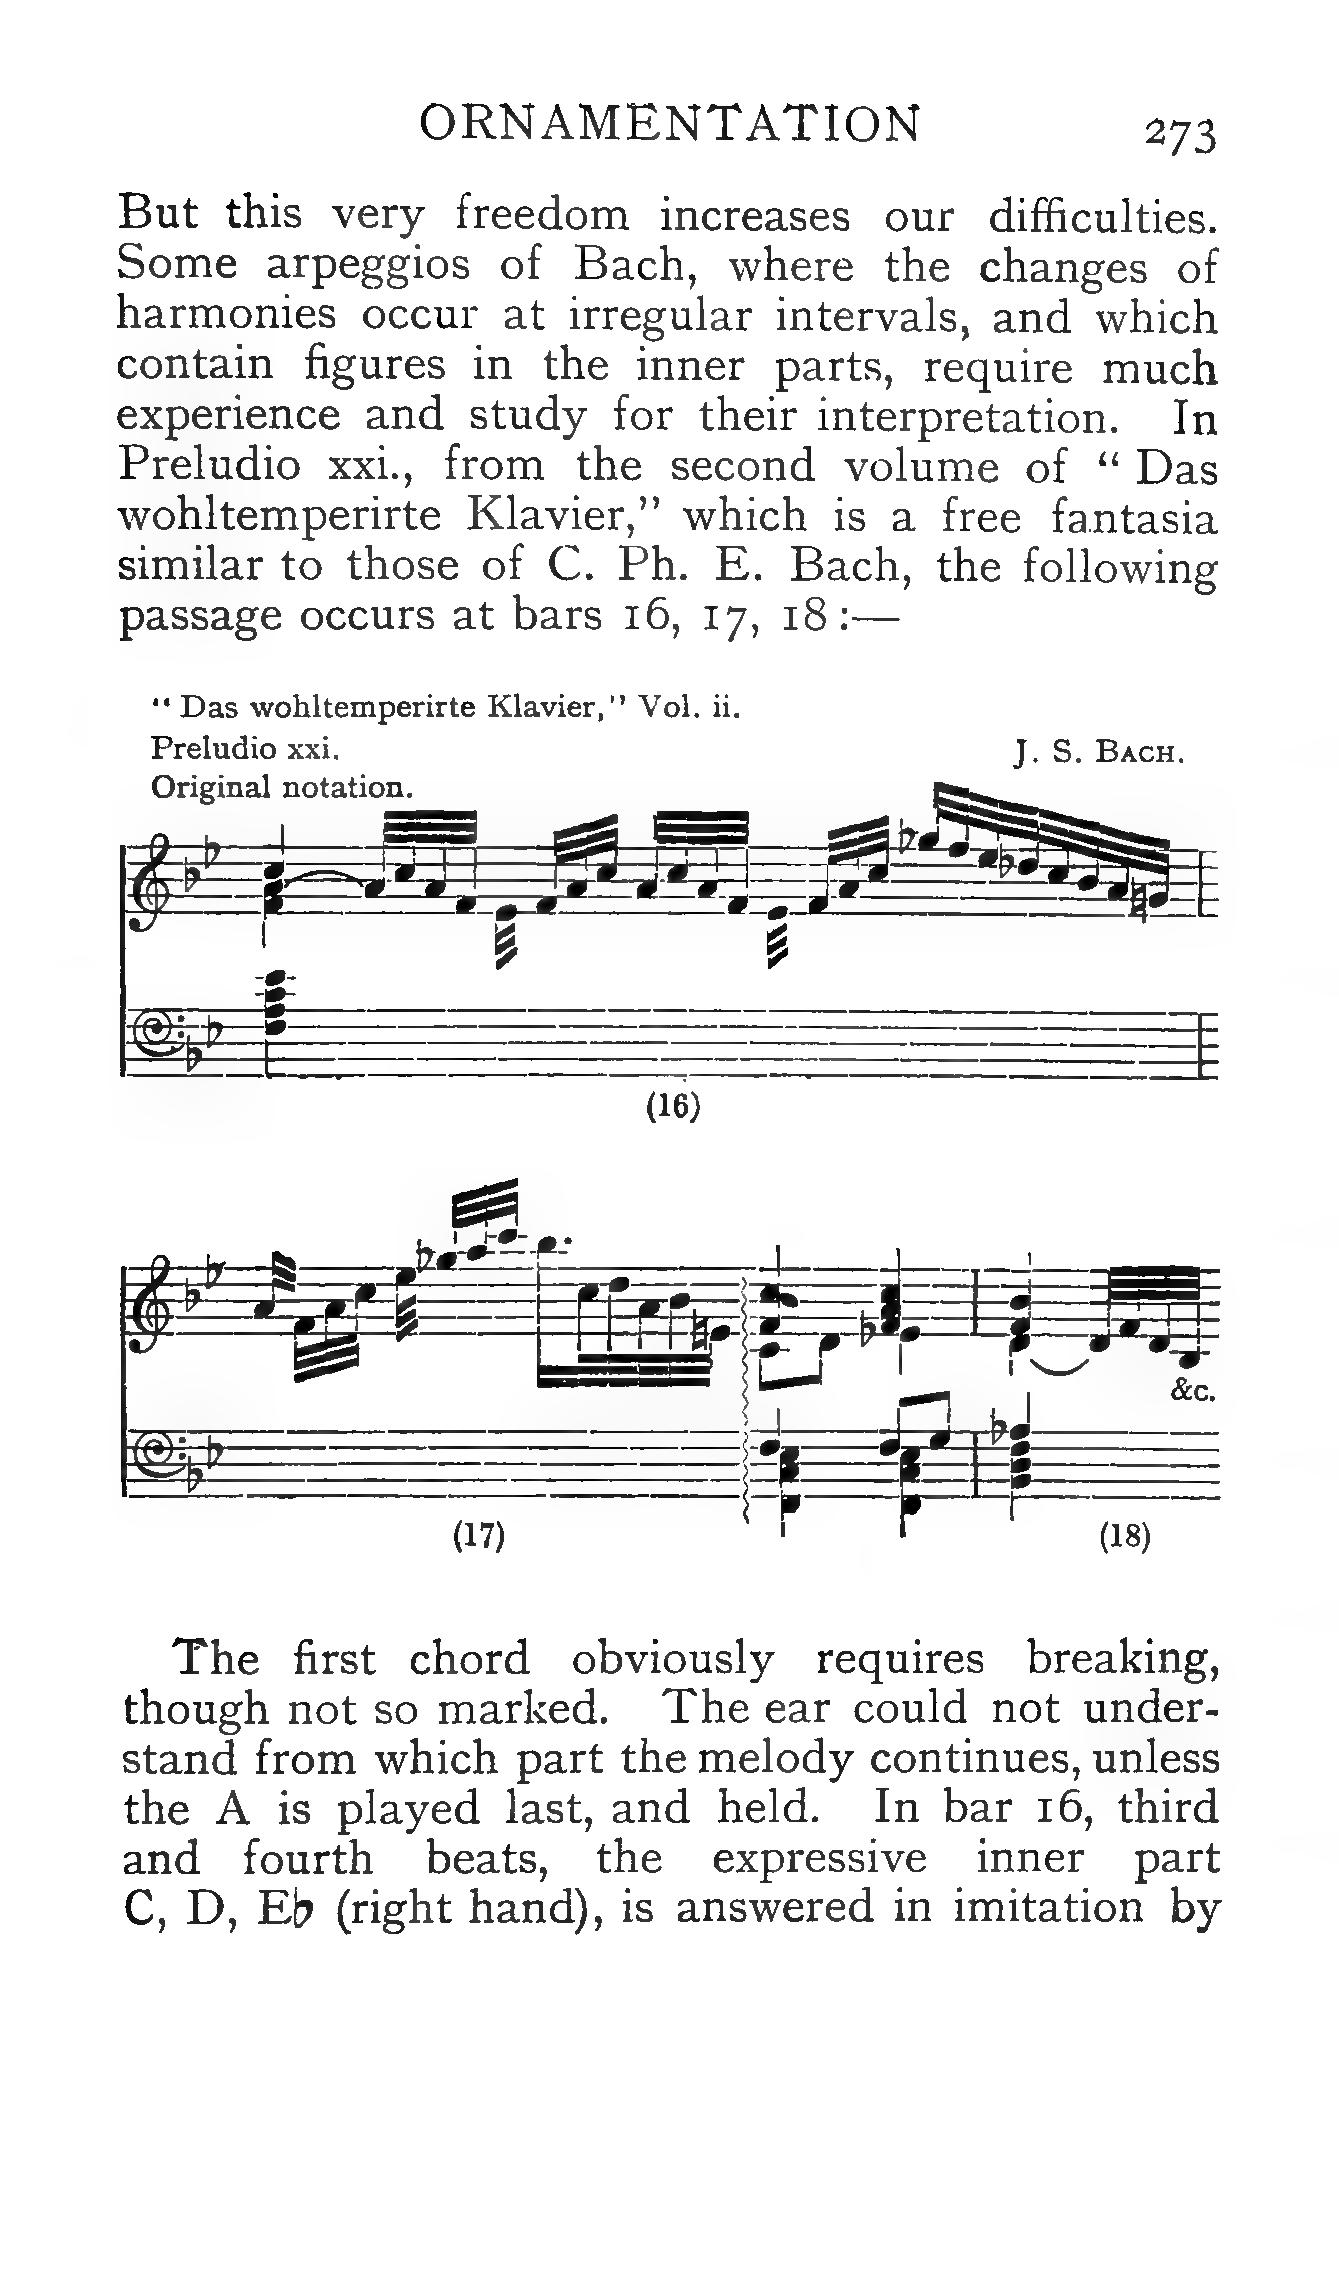 ORNAMENTATION 273
But this very freedom increases our difficulties.
Some arpeggios of Bach, where the changes of
harmonies occur at irregular intervals, and which
contain figures in the inner parts, require much
experience and study for their interpretation. In
Preludio xxi., from the second volume of “ Das
wohltemperirte Klavier,” which is a free fantasia
similar to those of C. Ph. E. Bach, the following
passage occurs at bars 16, 17, 18 :—
“ Das wohltemperirte Klavier,” Vol. ii.
Preludio xxi. J. S. BACH.
Original notation.
(16)
&c.
(17) (18)
The first chord obviously requires breaking,
though not so marked. The ear could not under-
stand from which part the melody continues, unless
the A is played last, and held. In bar 16, third
and fourth beats, the expressive inner part
C, D, E♭ (right hand), is answered in imitation by